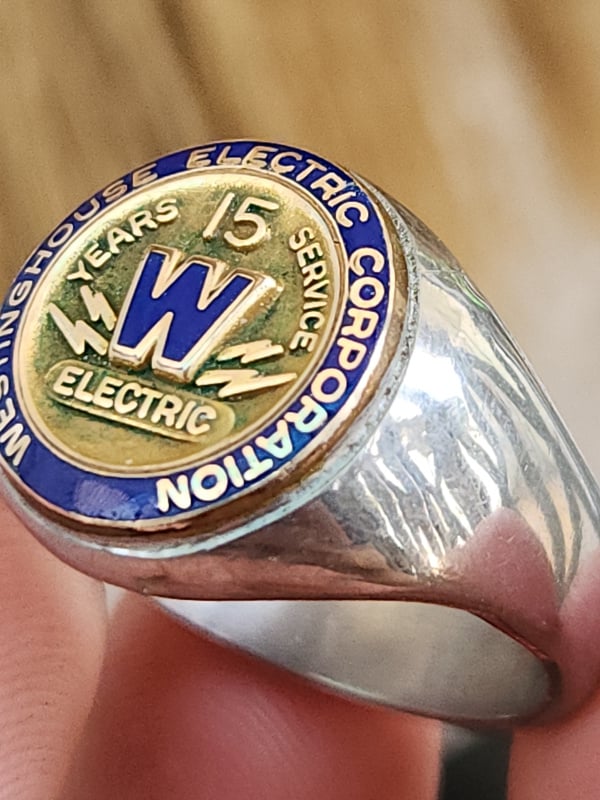 WESTINGHOUSE ELECTRIC CORPORATION
15
YEARS SERVICE
W
ELECTRIC